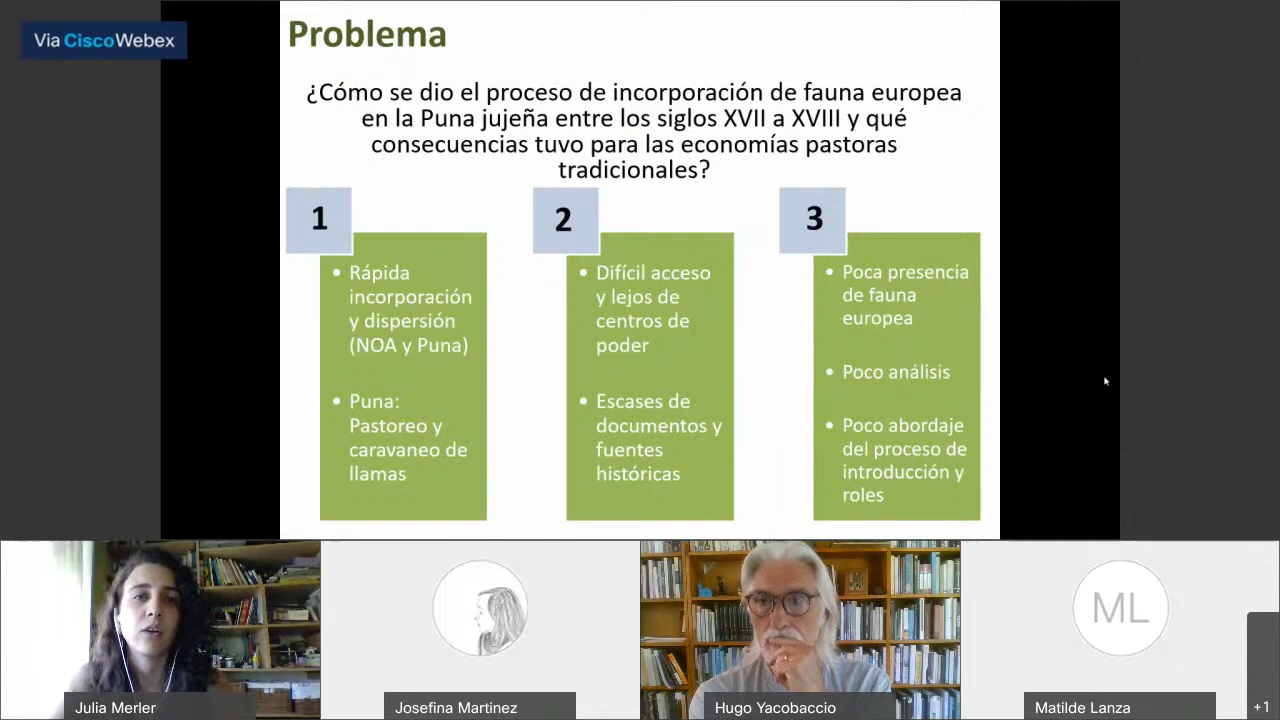 Via Cisco Webex
Problema
¿Cómo se dio el proceso de incorporación de fauna europea
en la Puna jujeña entre los siglos XVII a XVIII y qué
consecuencias tuvo para las economías pastoras
tradicionales?
1
• Rápida
incorporación
y dispersión
(NOA y Puna)
• Puna:
Pastoreo y
caravaneo de
llamas
2
• Difícil acceso
y lejos de
centros de
poder
• Escases de
documentos y
fuentes
históricas
3
• Poca presencia
de fauna
europea
• Poco análisis
• Poco abordaje
del proceso de
introducción y
roles
Julia Merler
Josefina Martinez
Hugo Yacobaccio
ML
Matilde Lanza
+1